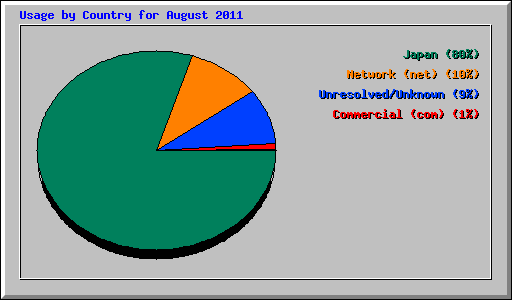 Usage by Country for August 2011
Japan (80%)
Network (net) (10%)
Unresolved/Unknown (9%)
Commercial (com) (1%)